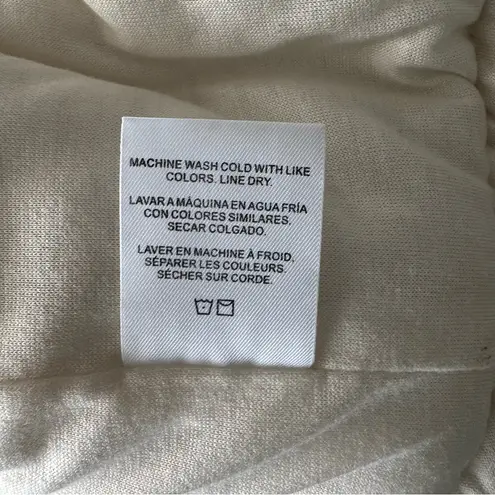 MACHINE WASH COLD WITH LIKE
COLORS. LINE DRY.
LAVAR A MÁQUINA EN AGUA FRÍA
CON COLORES SIMILARES.
SECAR COLGADO.
LAVER EN MACHINE À FROID.
SÉPARER LES COULEURS.
SÉCHER SUR CORDE.